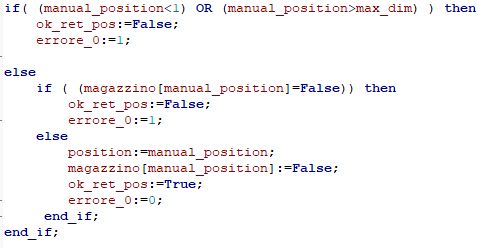 if( (manual_position<1) OR (manual_position>max_dim) ) then
ok_ret_pos:=False;
errore_0:=1;
else
if ( (magazzino[manual_position]=False)) then
ok_ret_pos:=False;
errore_0:=1;
else
position:=manual_position;
magazzino[manual_position]:=False;
ok_ret_pos:=True;
errore_0:=0;
end_if;
end_if;